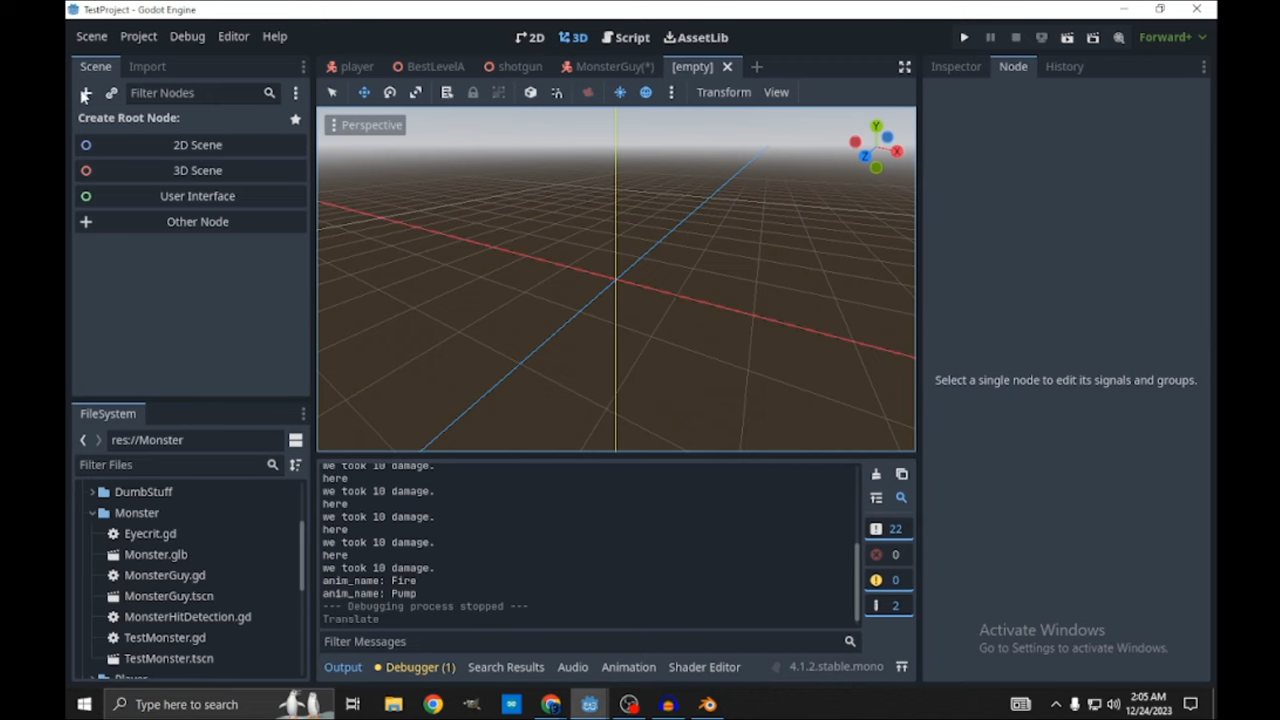 TestProject - Godot Engine
Scene Project Debug Editor Help
2D 3D Script AssetLib
Forward+
Scene Import
player BestLevelA shotgun MonsterGuy(*) [empty]
Inspector Node History
Filter Nodes
Transform View
Create Root Node:
Perspective
Y
X
Z
2D Scene
3D Scene
User Interface
Other Node
Select a single node to edit its signals and groups.
FileSystem
res://Monster
Filter Files
DumbStuff
Monster
Eyecrit.gd
Monster.glb
MonsterGuy.gd
MonsterGuy.tscn
MonsterHitDetection.gd
TestMonster.gd
TestMonster.tscn
we took 10 damage.
here
we took 10 damage.
here
we took 10 damage.
here
we took 10 damage.
here
we took 10 damage.
anim_name: Fire
anim_name: Pump
--- Debugging process stopped ---
Translate
22
0
0
2
Filter Messages
Output Debugger (1) Search Results Audio Animation Shader Editor
4.1.2.stable.mono
Activate Windows
Go to Settings to activate Windows.
Type here to search
2:05 AM
12/24/2023